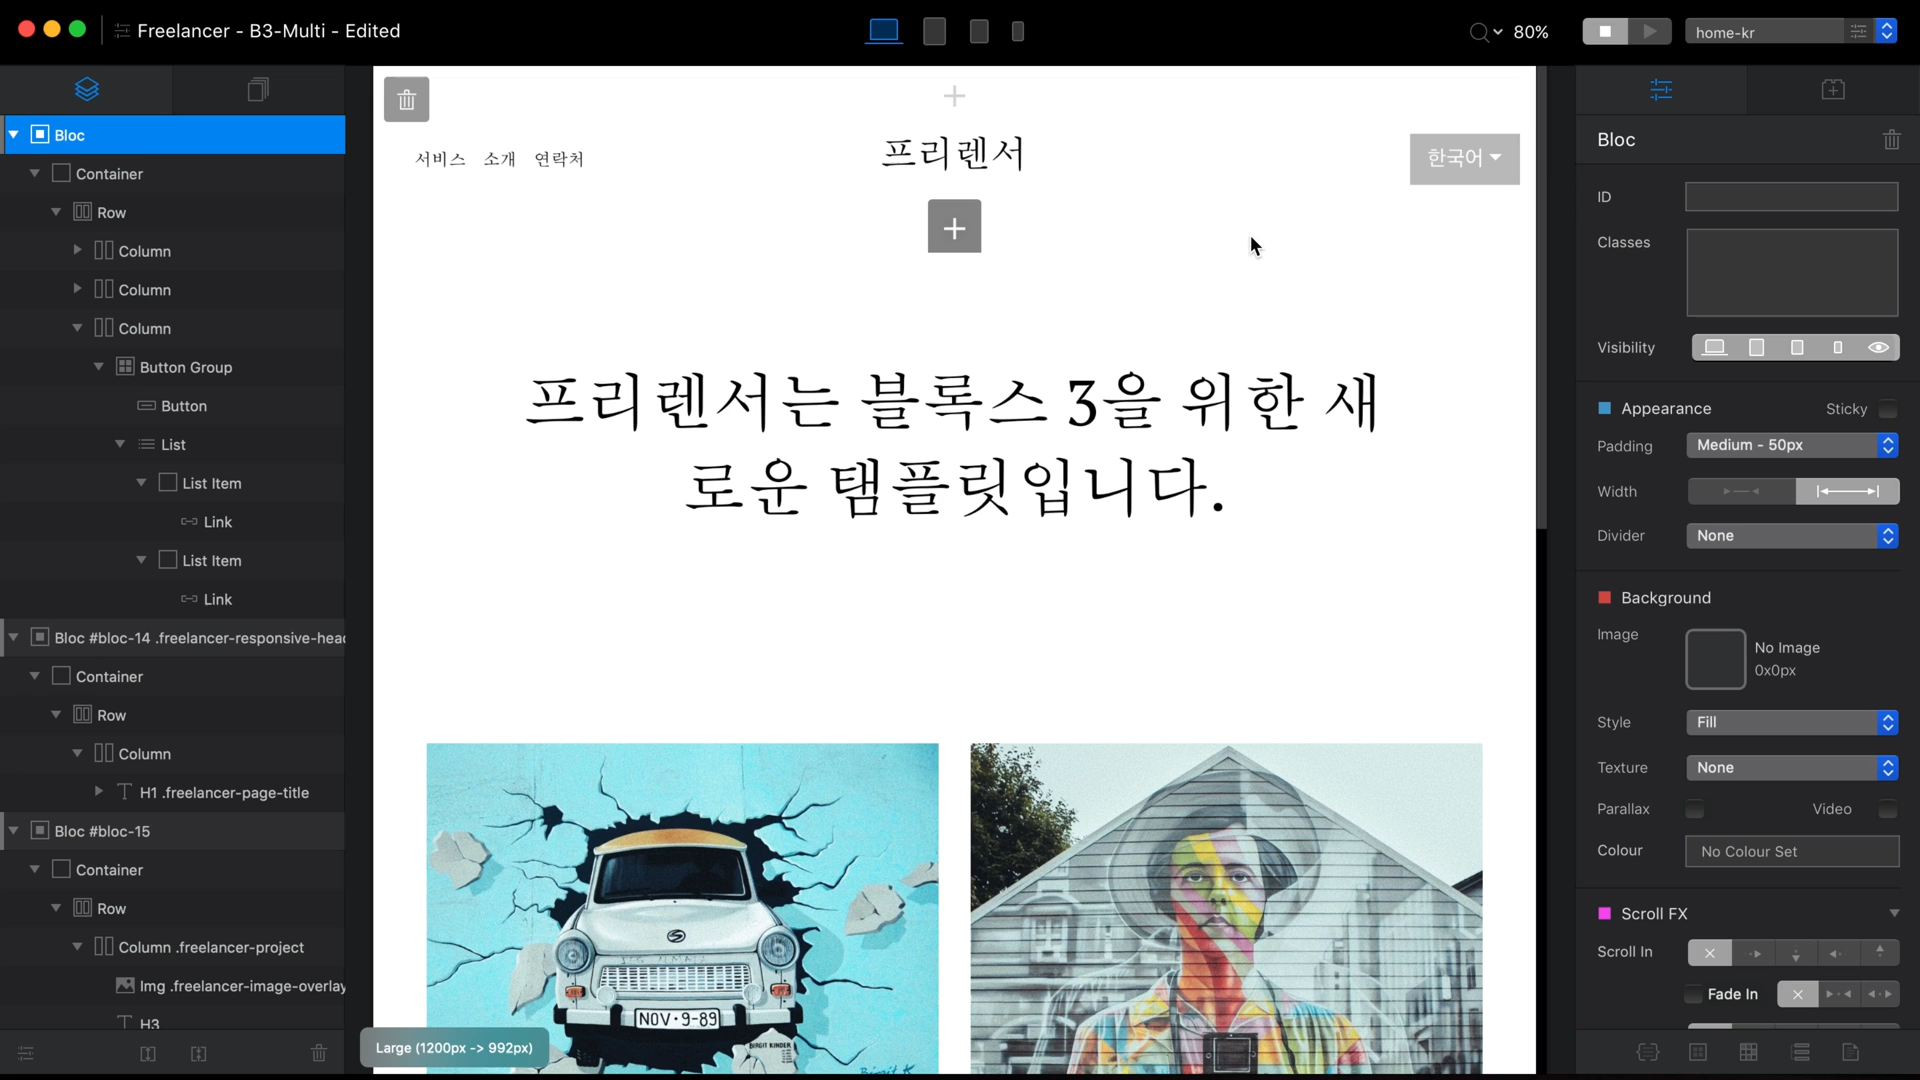 Freelancer - B3-Multi - Edited
80%
home-kr
Bloc
Container
Row
Column
Column
Column
Button Group
Button
List
List Item
Link
List Item
Link
Bloc #bloc-14 .freelancer-responsive-head
Container
Row
Column
H1 .freelancer-page-title
Bloc #bloc-15
Container
Row
Column .freelancer-project
Img .freelancer-image-overlay
H3
서비스 소개 연락처
프리렌서
한국어
프리렌서는 블록스 3을 위한 새
로운 탬플릿입니다.
NOV·9-89
BIRGIT KINDER
Large (1200px -> 992px)
Bloc
ID
Classes
Visibility
Appearance
Sticky
Padding
Medium - 50px
Width
Divider
None
Background
Image
No Image
0x0px
Style
Fill
Texture
None
Parallax
Video
Colour
No Colour Set
Scroll FX
Scroll In
Fade In